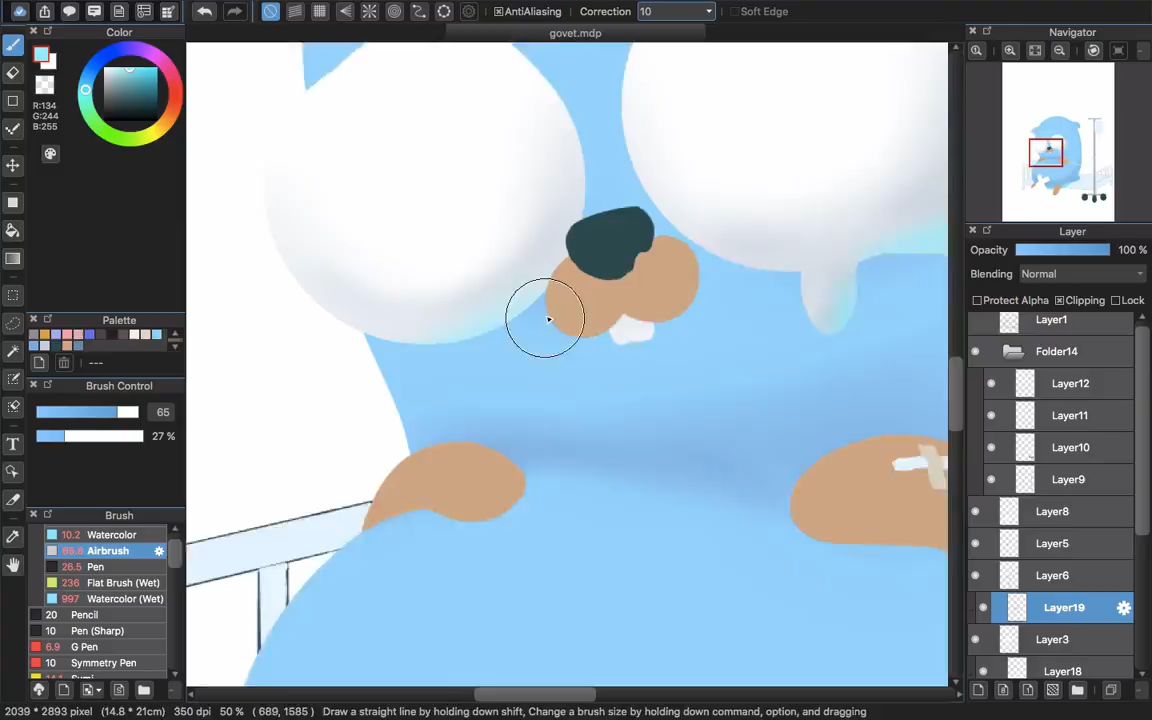 AntiAliasing Correction 10 Soft Edge
Color
govet.mdp
Navigator
R:134
G:244
B:255
Palette
---
Brush Control
65
27 %
Brush
10.2 Watercolor
65.6 Airbrush
26.5 Pen
236 Flat Brush (Wet)
997 Watercolor (Wet)
20 Pencil
10 Pen (Sharp)
6.9 G Pen
10 Symmetry Pen
Sumi
T
Layer
Opacity 100 %
Blending Normal
Protect Alpha Clipping Lock
Layer1
Folder14
Layer12
Layer11
Layer10
Layer9
Layer8
Layer5
Layer6
Layer19
Layer3
Layer18
2039 * 2893 pixel (14.8 * 21cm) 350 dpi 50 % ( 689, 1585 ) Draw a straight line by holding down shift, Change a brush size by holding down command, option, and dragging